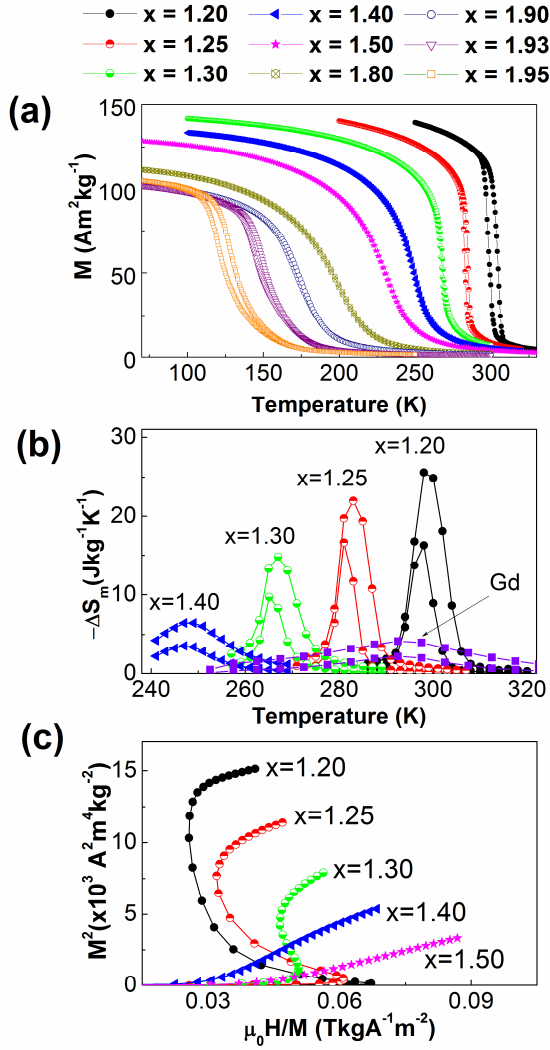 x = 1.20 x = 1.40 x = 1.90
x = 1.25 x = 1.50 x = 1.93
x = 1.30 x = 1.80 x = 1.95
(a)
150
100
50
0
M (Am²kg⁻¹)
100 150 200 250 300
Temperature (K)
(b)
30
20
10
0
−ΔSₘ(Jkg⁻¹K⁻¹)
x=1.20
x=1.25
x=1.30
x=1.40
Gd
240 260 280 300 320
Temperature (K)
(c)
15
10
5
0
M²(x10³ A²m⁴kg⁻²)
x=1.20
x=1.25
x=1.30
x=1.40
x=1.50
0.03 0.06 0.09
μ₀H/M (TkgA⁻¹m⁻²)